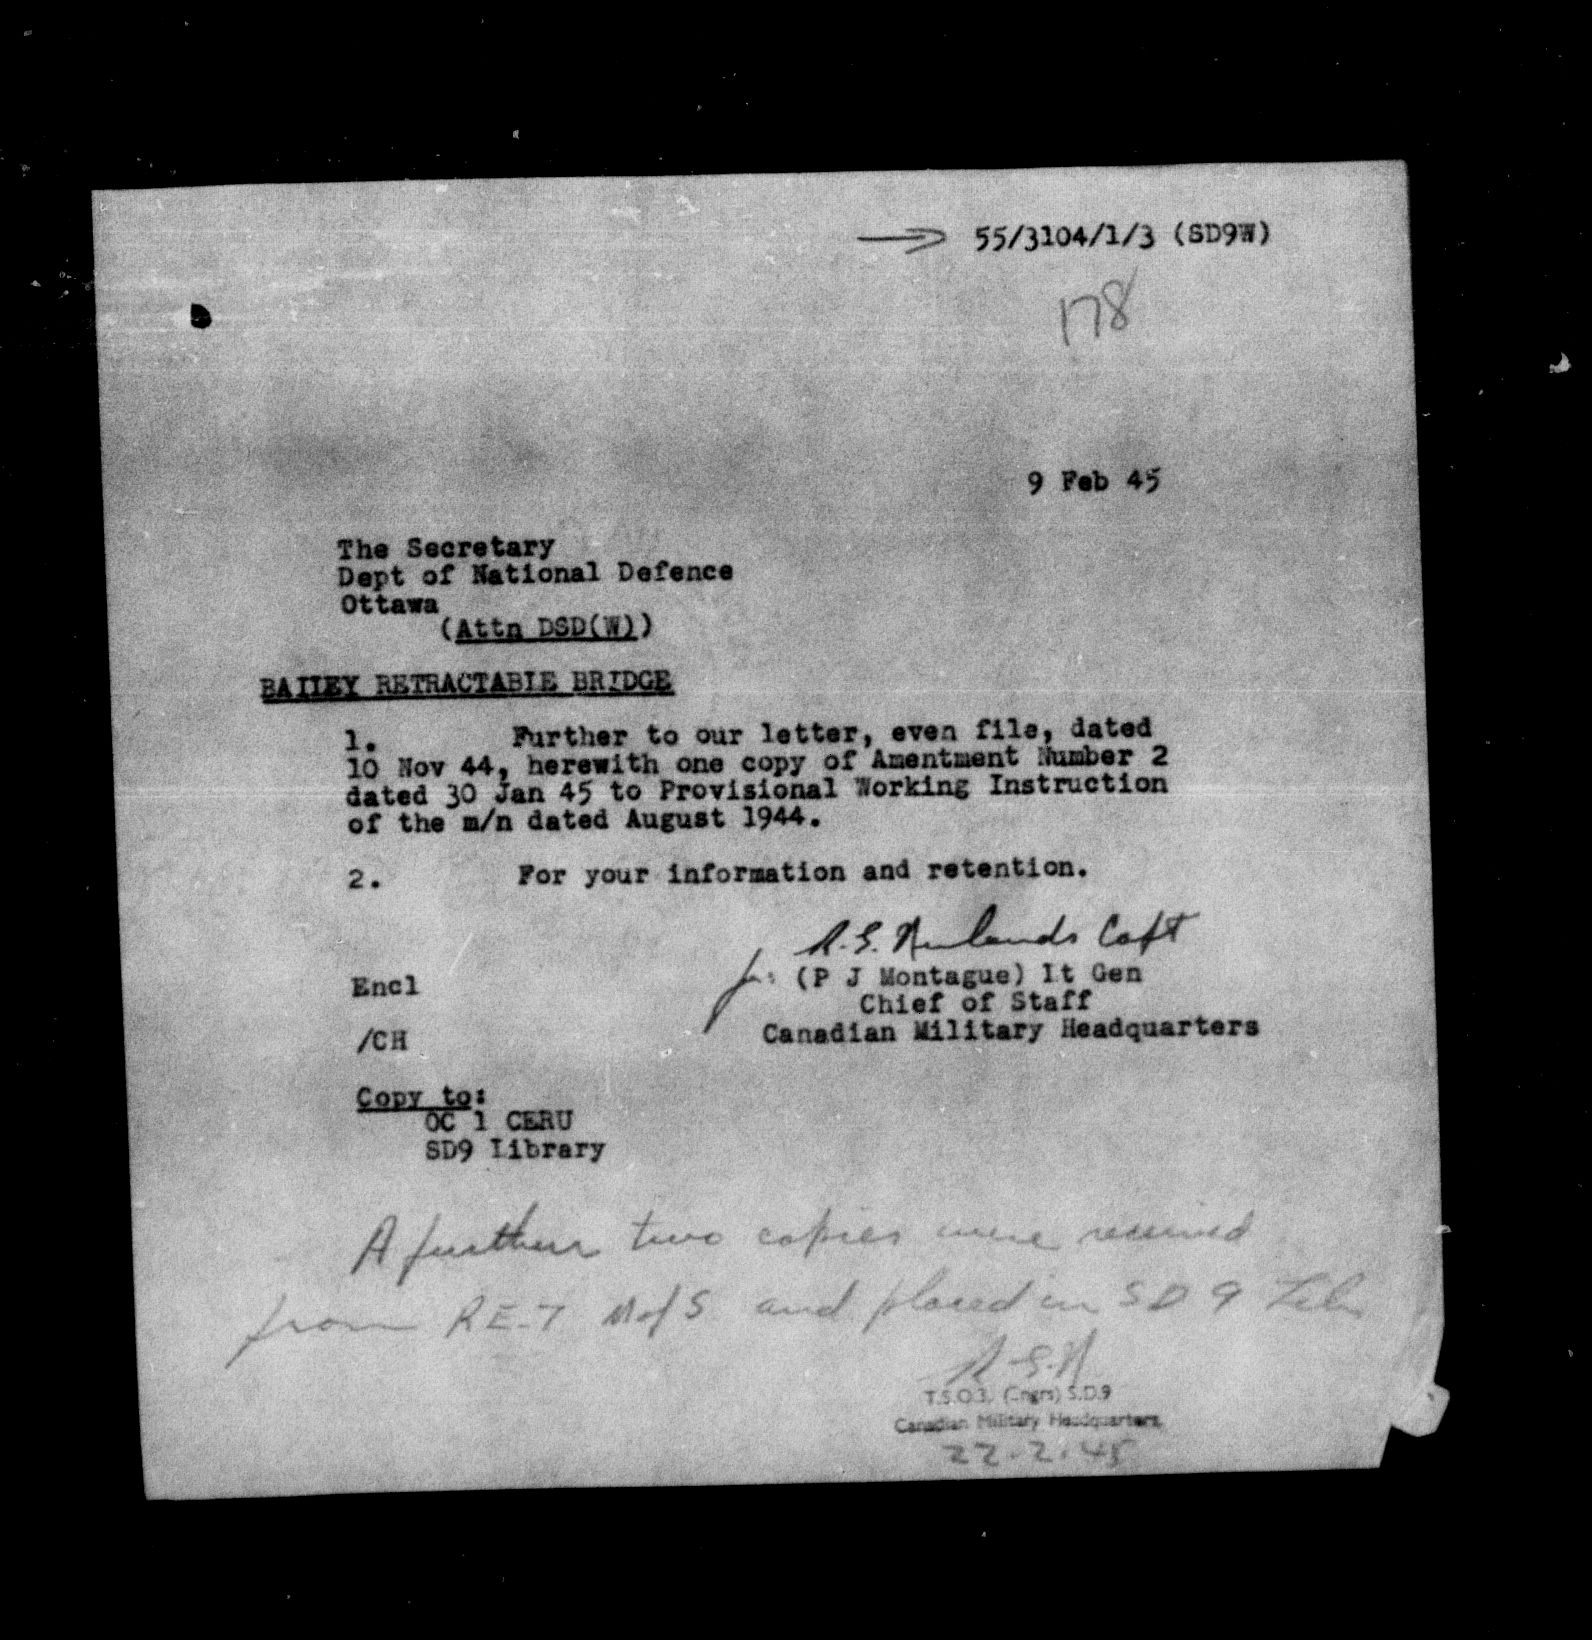 55/3104/1/3 (SD9W)
178
9 Feb 45
The Secretary
Dept of National Defence
Ottawa
(Attn DSD(W))
BAILEY RETRACTABLE BRIDGE
1. Further to our letter, even file, dated
10 Nov 44, herewith one copy of Amentment Number 2
dated 30 Jan 45 to Provisional Working Instruction
of the m/n dated August 1944.
2. For your information and retention.
R.S. Newlands Capt
for (P J Montague) Lt Gen
Encl
Chief of Staff
Canadian Military Headquarters
/CH
Copy to:
OC 1 CERU
SD9 Library
A further two copies were received
from RE-7 M of S and placed in SD 9
R.S.N
T.S.O.3. (Engrs) S.D.9
Canadian Military Headquarters
22.2.45